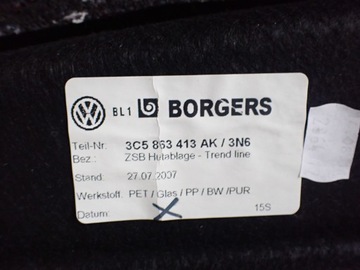 BL1 BORGERS
Teil-Nr. 3C5 863 413 AK / 3N6
Bez.: ZSB Hutablage - Trend line
Stand: 27.07.2007
Werkstoff: PET / Glas / PP / BW /PUR
Datum: 15S